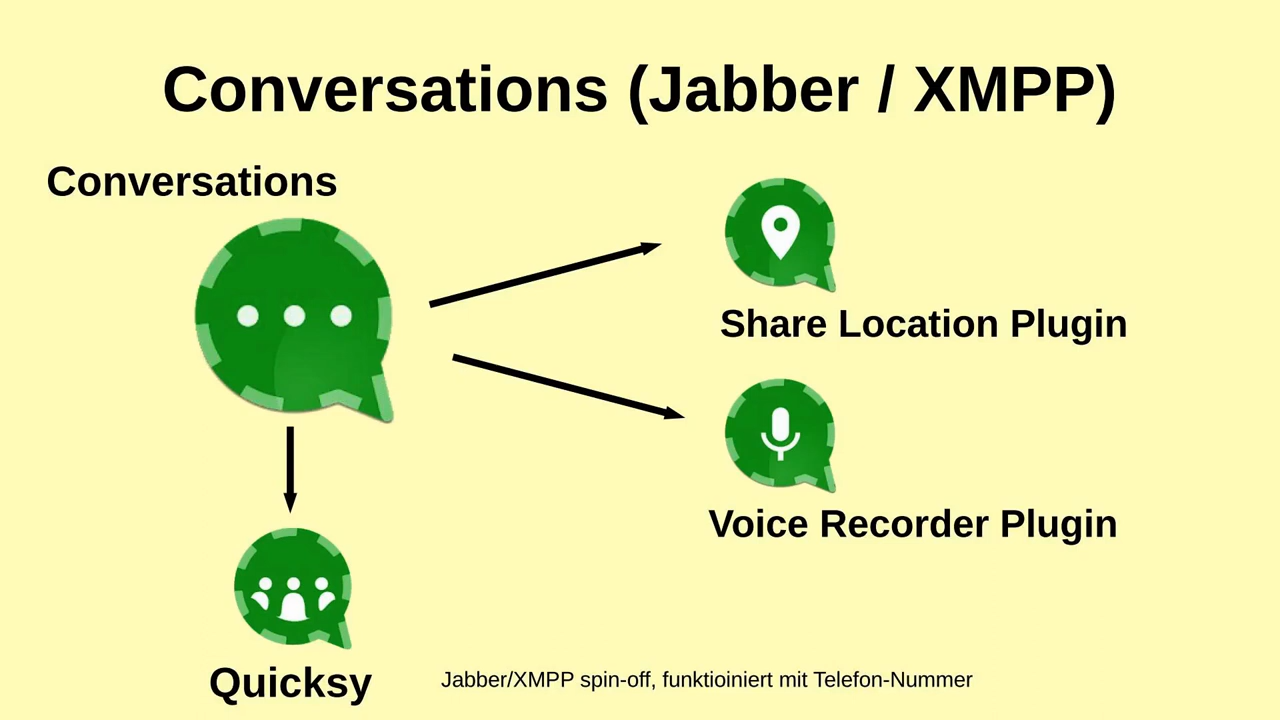 Conversations (Jabber / XMPP)
Conversations
Share Location Plugin
Voice Recorder Plugin
Quicksy
Jabber/XMPP spin-off, funktioiniert mit Telefon-Nummer